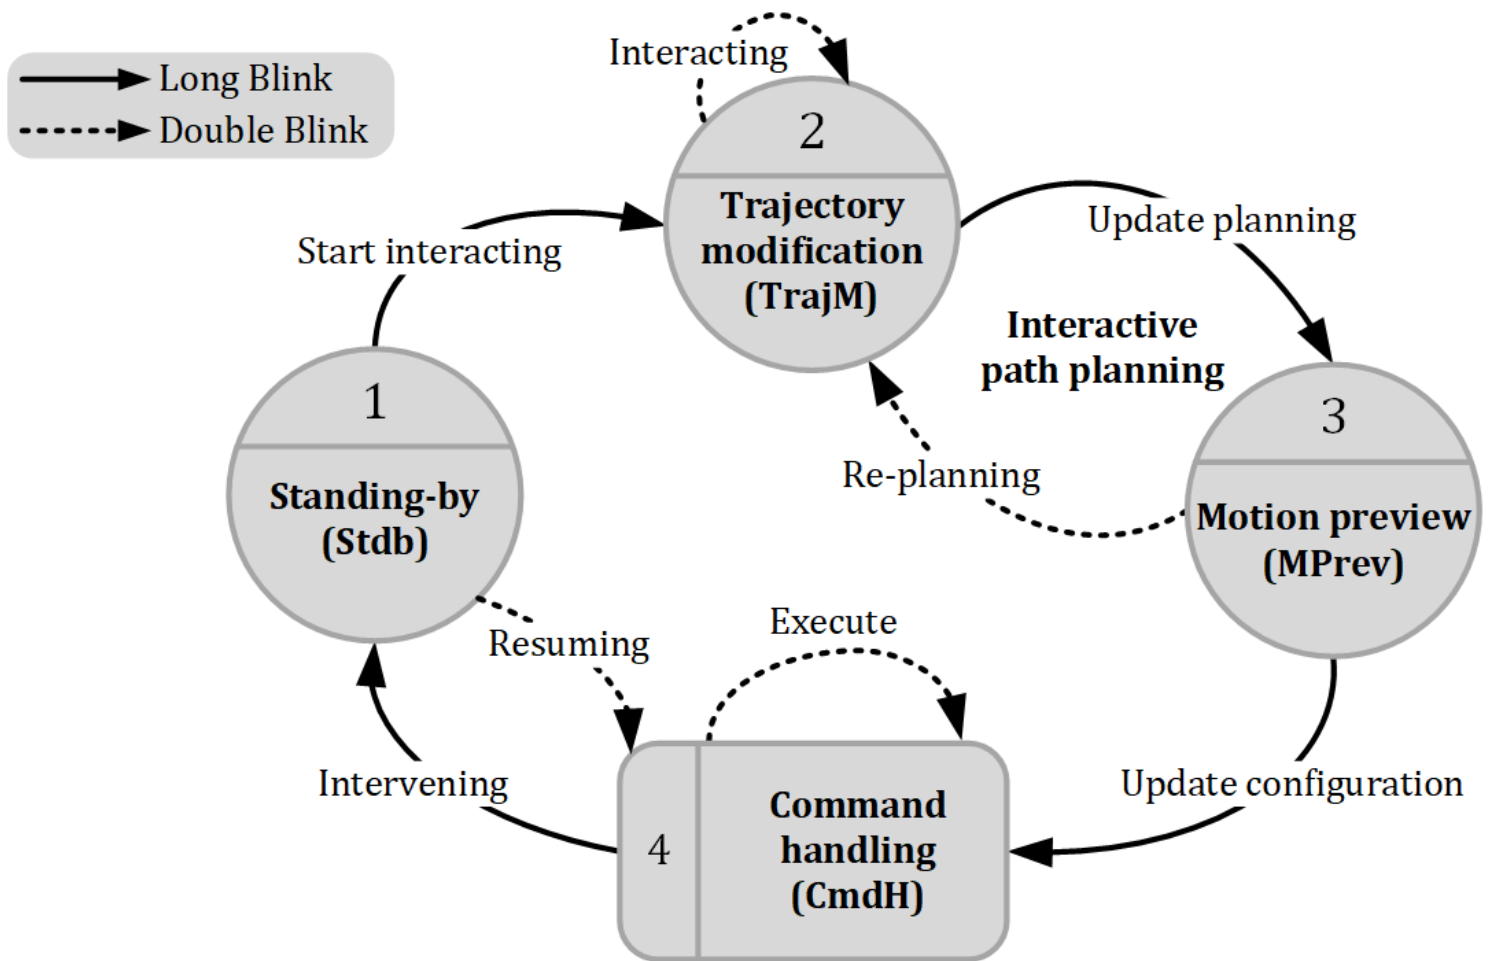 Long Blink
Double Blink
Interacting
2
Trajectory
modification
(TrajM)
Start interacting
Update planning
Interactive
path planning
1
Standing-by
(Stdb)
3
Motion preview
(MPrev)
Re-planning
Resuming
Execute
Intervening
Update configuration
4
Command
handling
(CmdH)